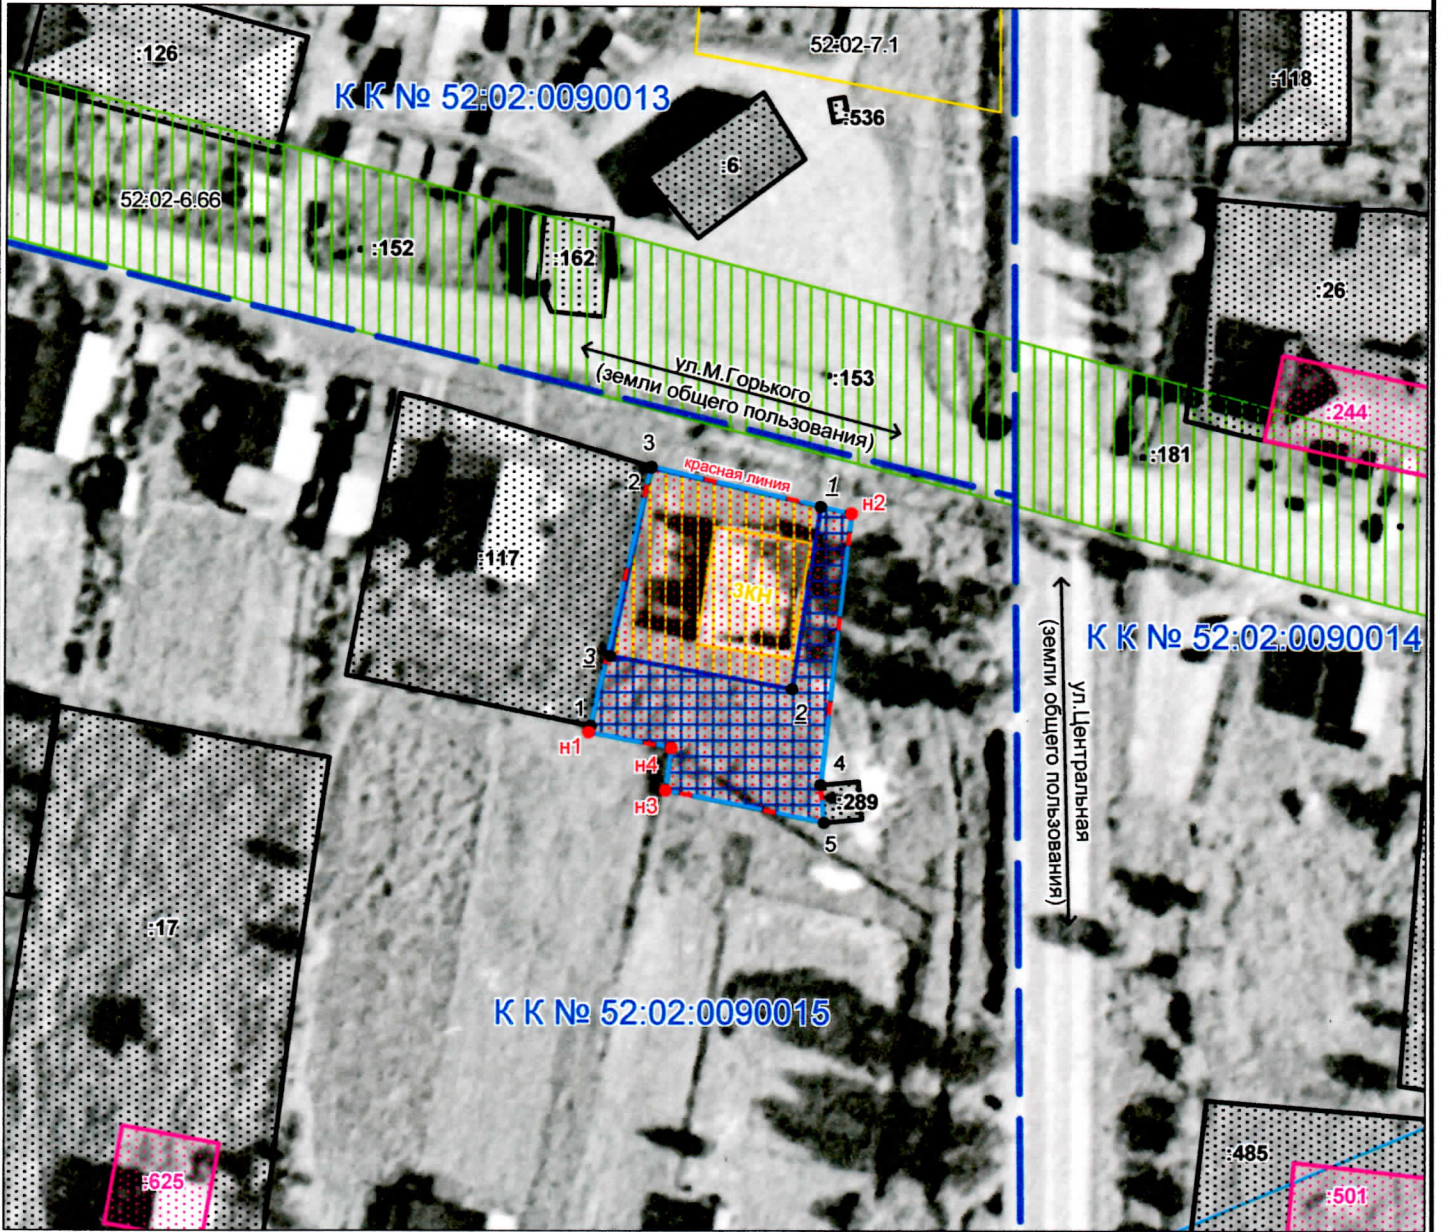 :126
52:02-7.1
:118
К К № 52:02:0090013
:536
:6
52:02-6.66
:152
:162
:26
ул.М.Горького
(земли общего пользования)
:153
:244
:181
3
красная линия
2
1
н2
:117
ЗКН
К К № 52:02:0090014
3
2
1
н1
н4
4
н3
:289
5
ул.Центральная
(земли общего пользования)
:17
К К № 52:02:0090015
:485
:625
:501